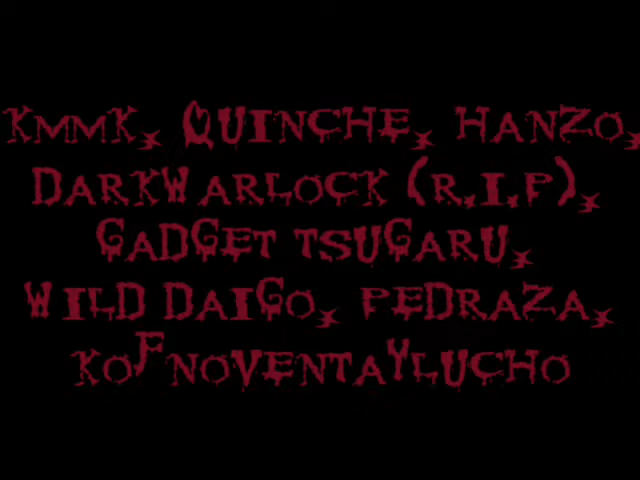 KMMK, QUINCHE, HANZO,
DARKWARLOCK (R.I.P),
GADGET TSUGARU,
WILD DAIGO, PEDRAZA,
KOFNOVENTAYLUCHO